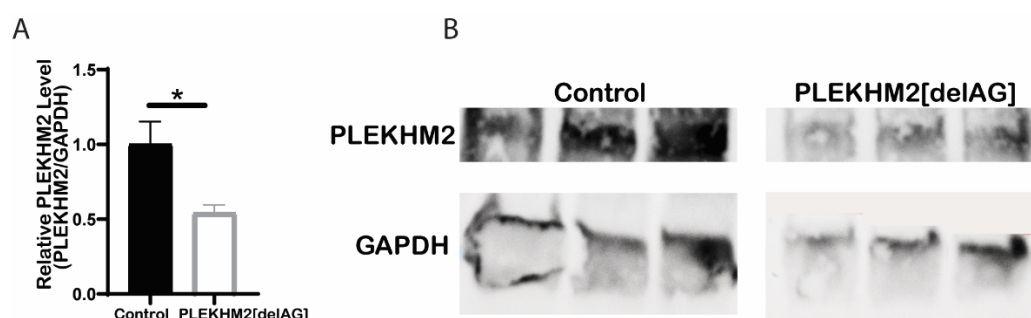 A
B
Relative PLEKHM2 Level
(PLEKHM2/GAPDH)
1.5
1.0
0.5
0.0
*
Control
PLEKHM2[delAG]
Control
PLEKHM2[delAG]
PLEKHM2
GAPDH